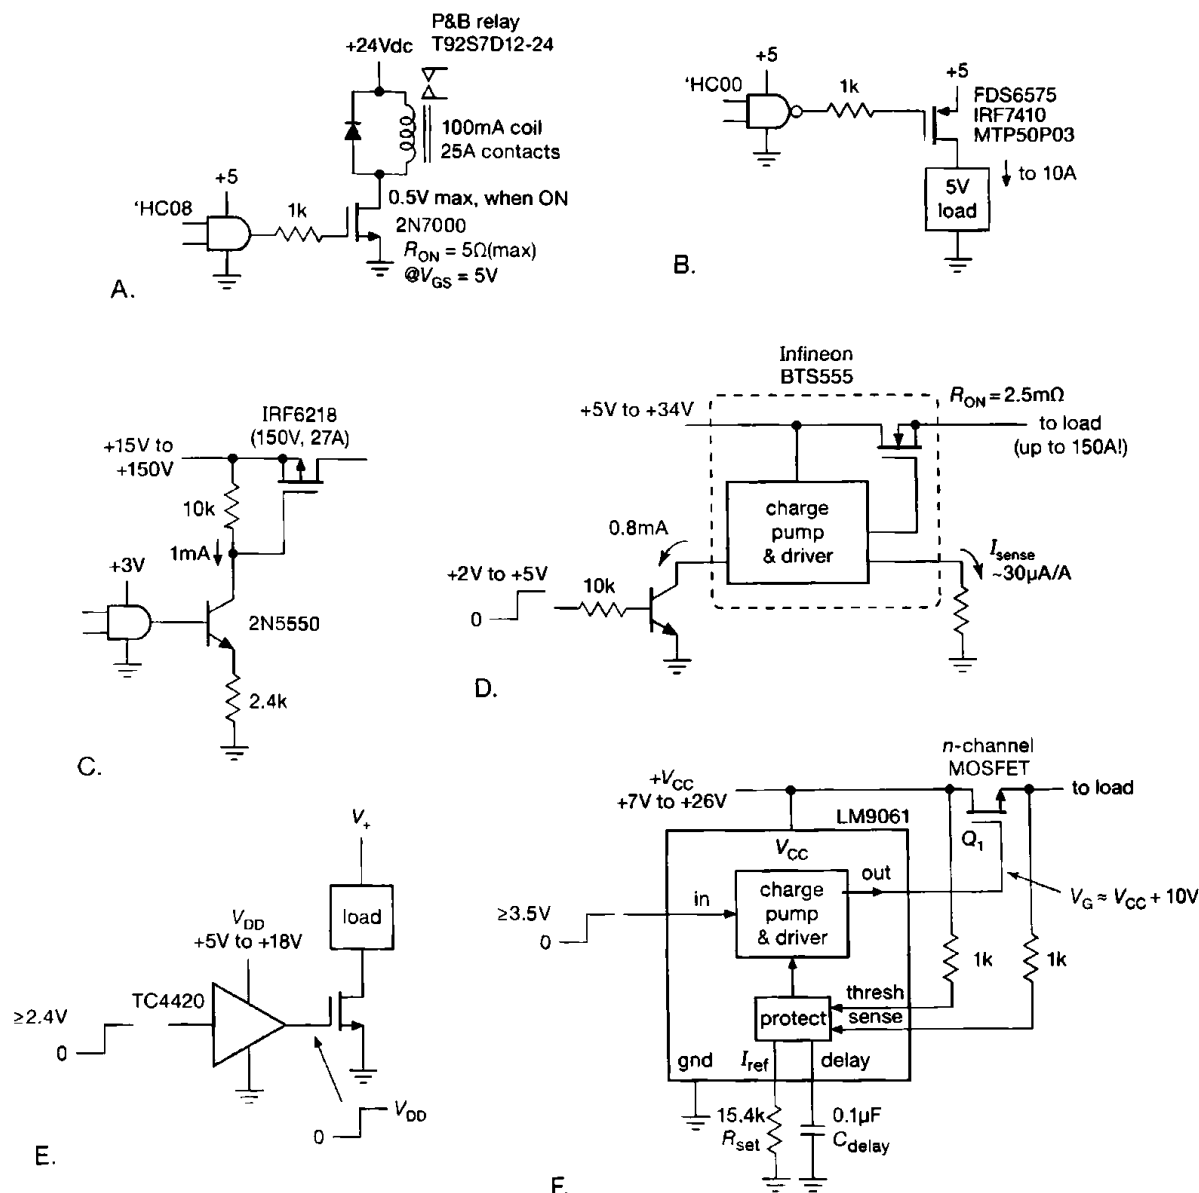 P&B relay
T92S7D12-24
+24Vdc
100mA coil
25A contacts
+5
'HC08
1k
0.5V max, when ON
2N7000
R_ON = 5Ω(max)
@V_GS = 5V
A.
+5
'HC00
1k
+5
FDS6575
IRF7410
MTP50P03
to 10A
5V
load
B.
IRF6218
(150V, 27A)
+15V to
+150V
10k
1mA
+3V
2N5550
2.4k
C.
Infineon
BTS555
R_ON = 2.5mΩ
+5V to +34V
to load
(up to 150A!)
charge
pump
& driver
0.8mA
I_sense
~30µA/A
+2V to +5V
0
10k
D.
V_+
load
V_DD
+5V to +18V
TC4420
≥2.4V
0
V_DD
0
E.
n-channel
MOSFET
+V_CC
+7V to +26V
to load
LM9061
Q_1
V_CC
out
charge
pump
& driver
in
≥3.5V
0
V_G ≈ V_CC + 10V
1k
1k
thresh
sense
protect
gnd
I_ref
delay
15.4k
R_set
0.1µF
C_delay
F.